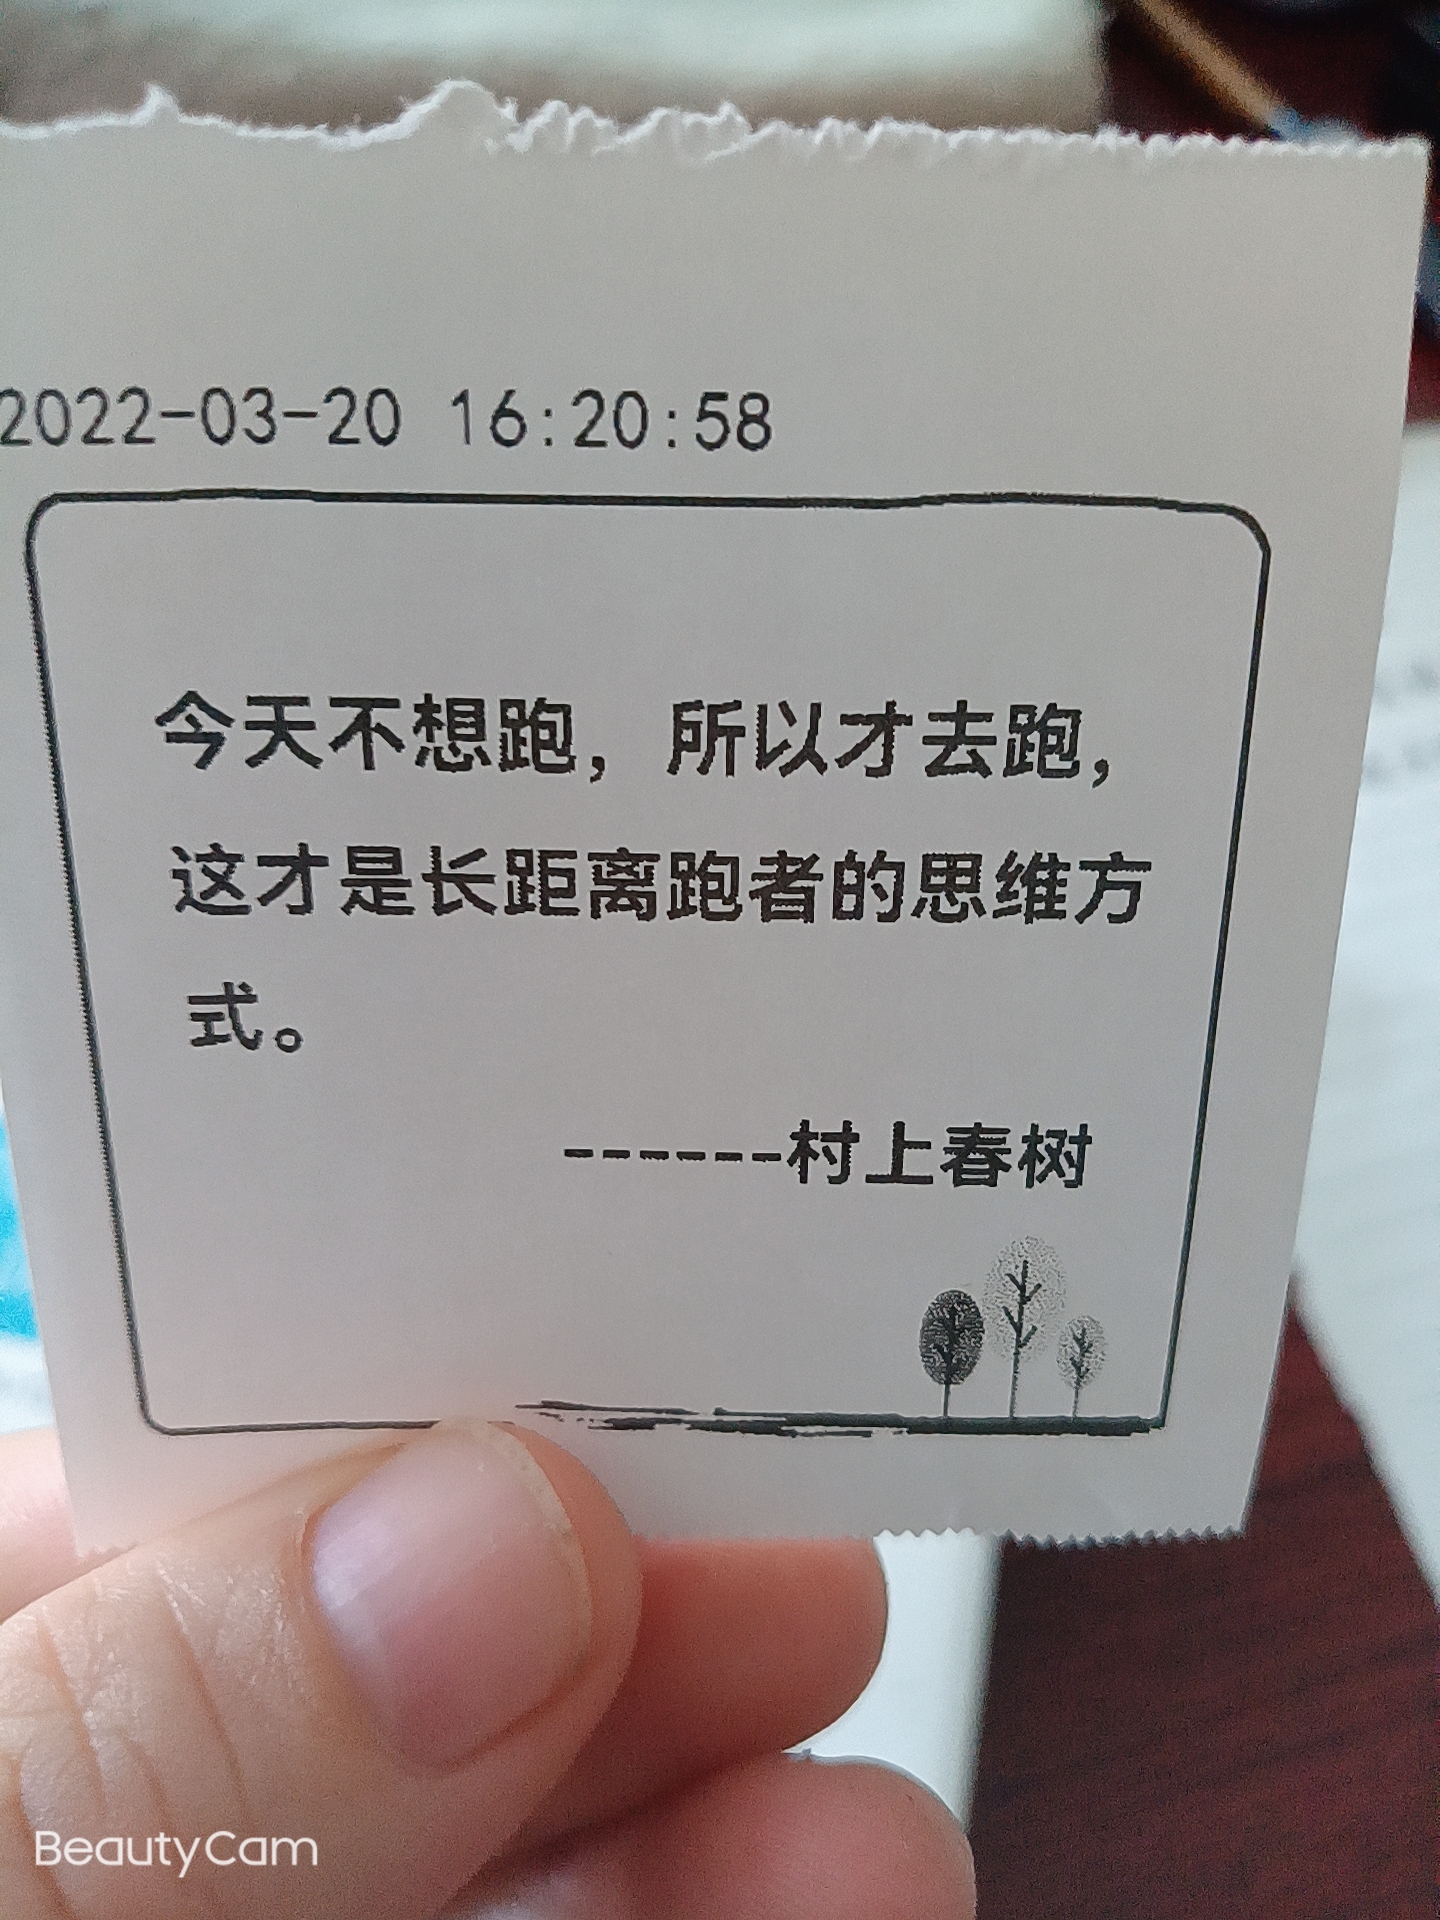 2022-03-20 16:20:58
今天不想跑，所以才去跑，
这才是长距离跑者的思维方
式。
------村上春树
BeautyCam